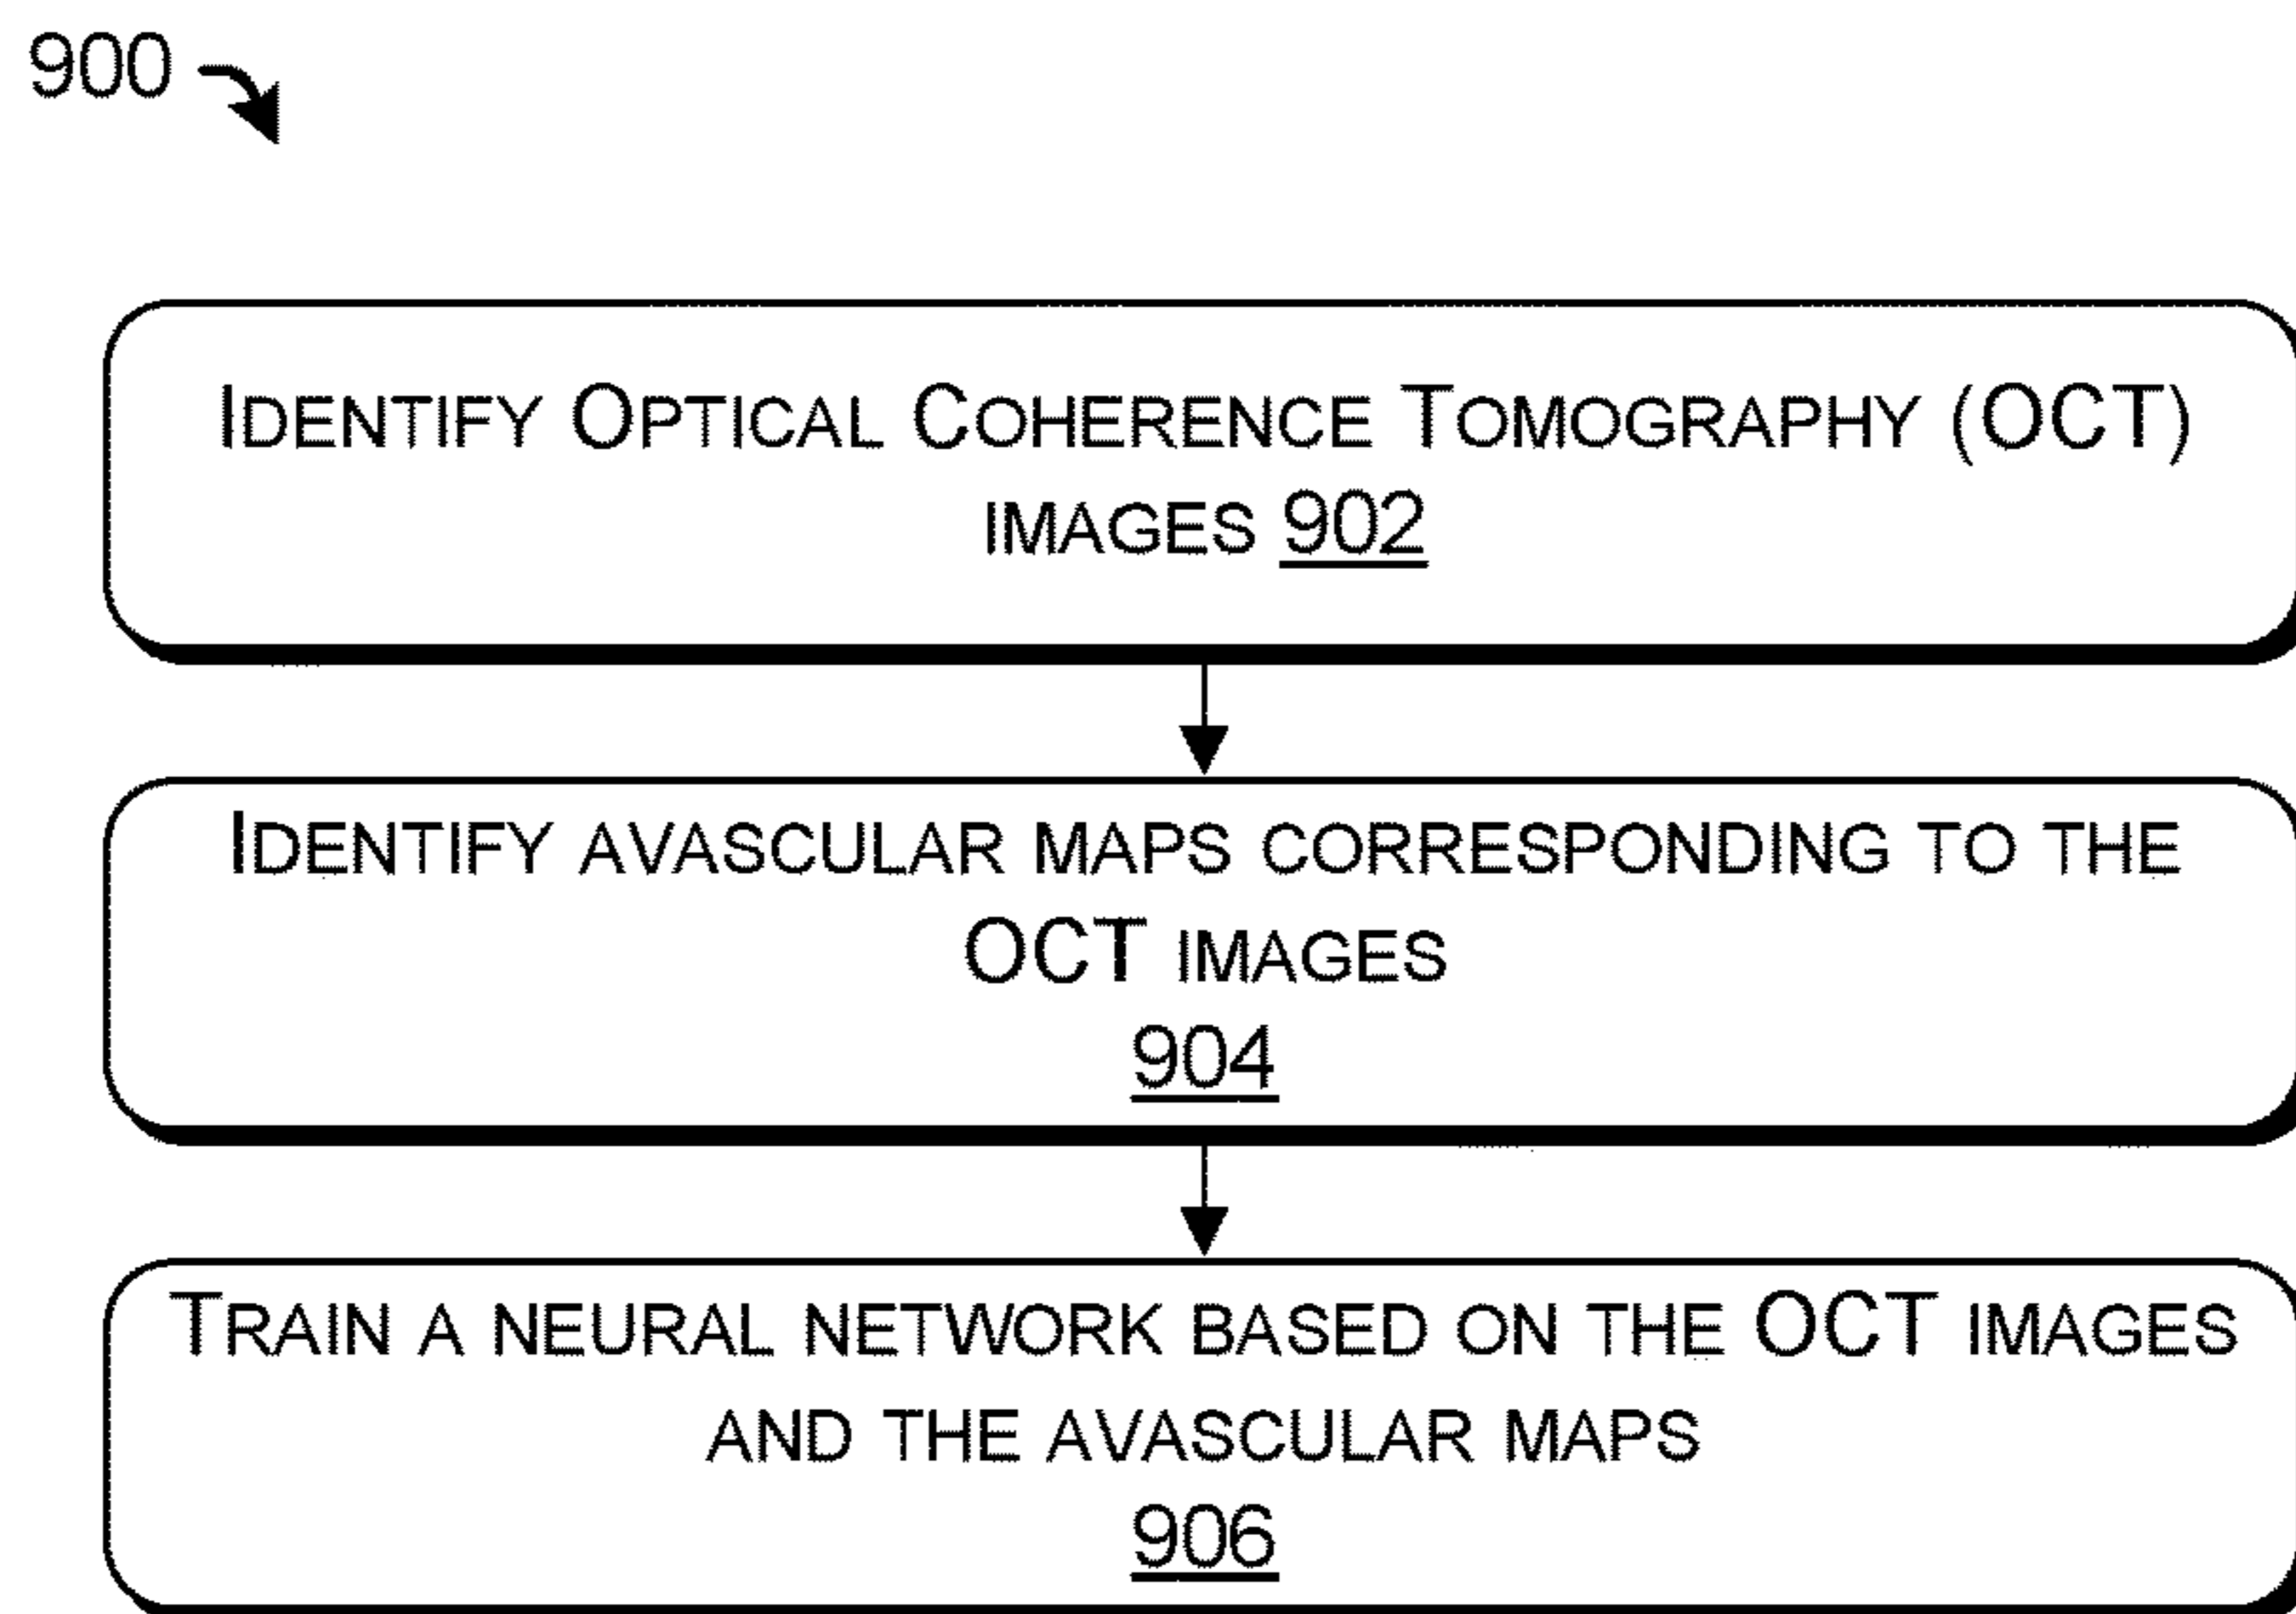 900
Identify Optical Coherence Tomography (OCT)
images 902
Identify avascular maps corresponding to the
OCT images
904
Train a neural network based on the OCT images
and the avascular maps
906